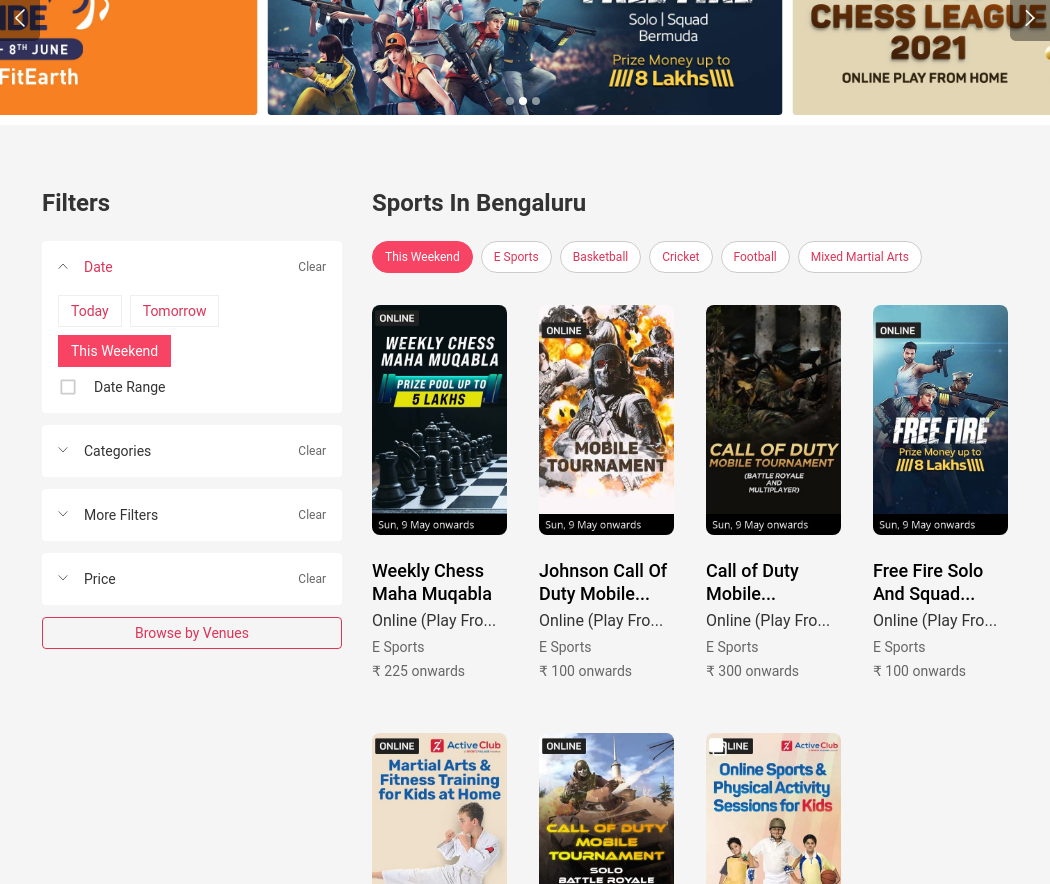 - 8TH JUNE
FitEarth
Solo | Squad
Bermuda
Prize Money up to
8 Lakhs
CHESS LEAGUE
2021
ONLINE PLAY FROM HOME
Filters
Sports In Bengaluru
Date
Clear
Today
Tomorrow
This Weekend
Date Range
Categories
Clear
More Filters
Clear
Price
Clear
Browse by Venues
This Weekend
E Sports
Basketball
Cricket
Football
Mixed Martial Arts
ONLINE
WEEKLY CHESS
MAHA MUQABLA
PRIZE POOL UP TO
5 LAKHS
Sun, 9 May onwards
Weekly Chess
Maha Muqabla
Online (Play Fro...
E Sports
₹ 225 onwards
ONLINE
MOBILE
TOURNAMENT
Sun, 9 May onwards
Johnson Call Of
Duty Mobile...
Online (Play Fro...
E Sports
₹ 100 onwards
CALL OF DUTY
MOBILE TOURNAMENT
(BATTLE ROYALE
AND
MULTIPLAYER)
Sun, 9 May onwards
Call of Duty
Mobile...
Online (Play Fro...
E Sports
₹ 300 onwards
ONLINE
FREE FIRE
Prize Money up to
8 Lakhs
Sun, 9 May onwards
Free Fire Solo
And Squad...
Online (Play Fro...
E Sports
₹ 100 onwards
ONLINE
Active Club
Martial Arts &
Fitness Training
for Kids at Home
ONLINE
CALL OF DUTY
MOBILE
TOURNAMENT
SOLO
BATTLE ROYALE
LINE
Active Club
Online Sports &
Physical Activity
Sessions for Kids